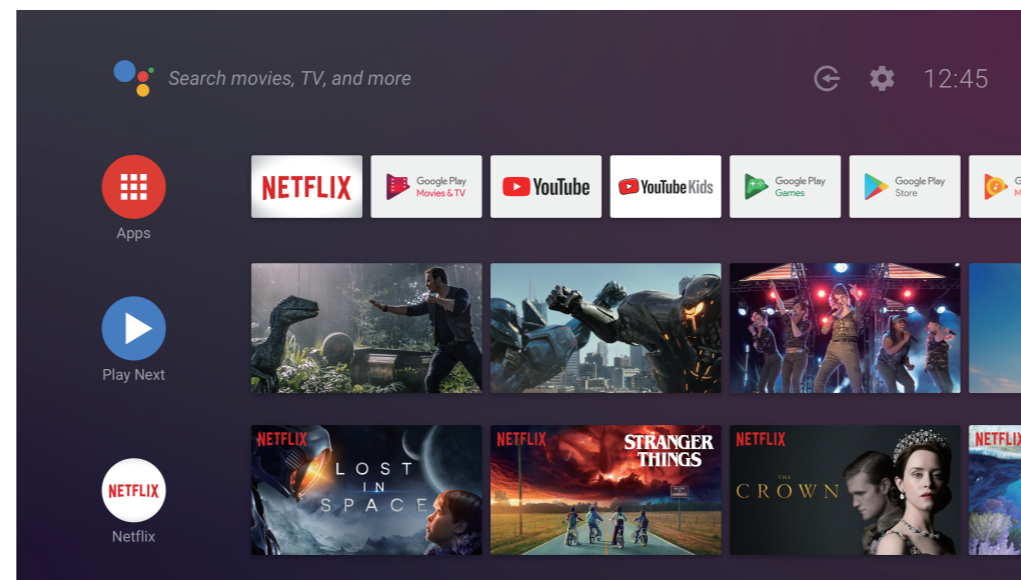 Search movies, TV, and more
12:45
NETFLIX
Google Play
Movies & TV
YouTube
YouTube Kids
Google Play
Games
Google Play
Store
G
M
Apps
Play Next
NETFLIX
Netflix
NETFLIX
LOST
IN
SPACE
NETFLIX
STRANGER
THINGS
NETFLIX
THE
CROWN
NETFLIX